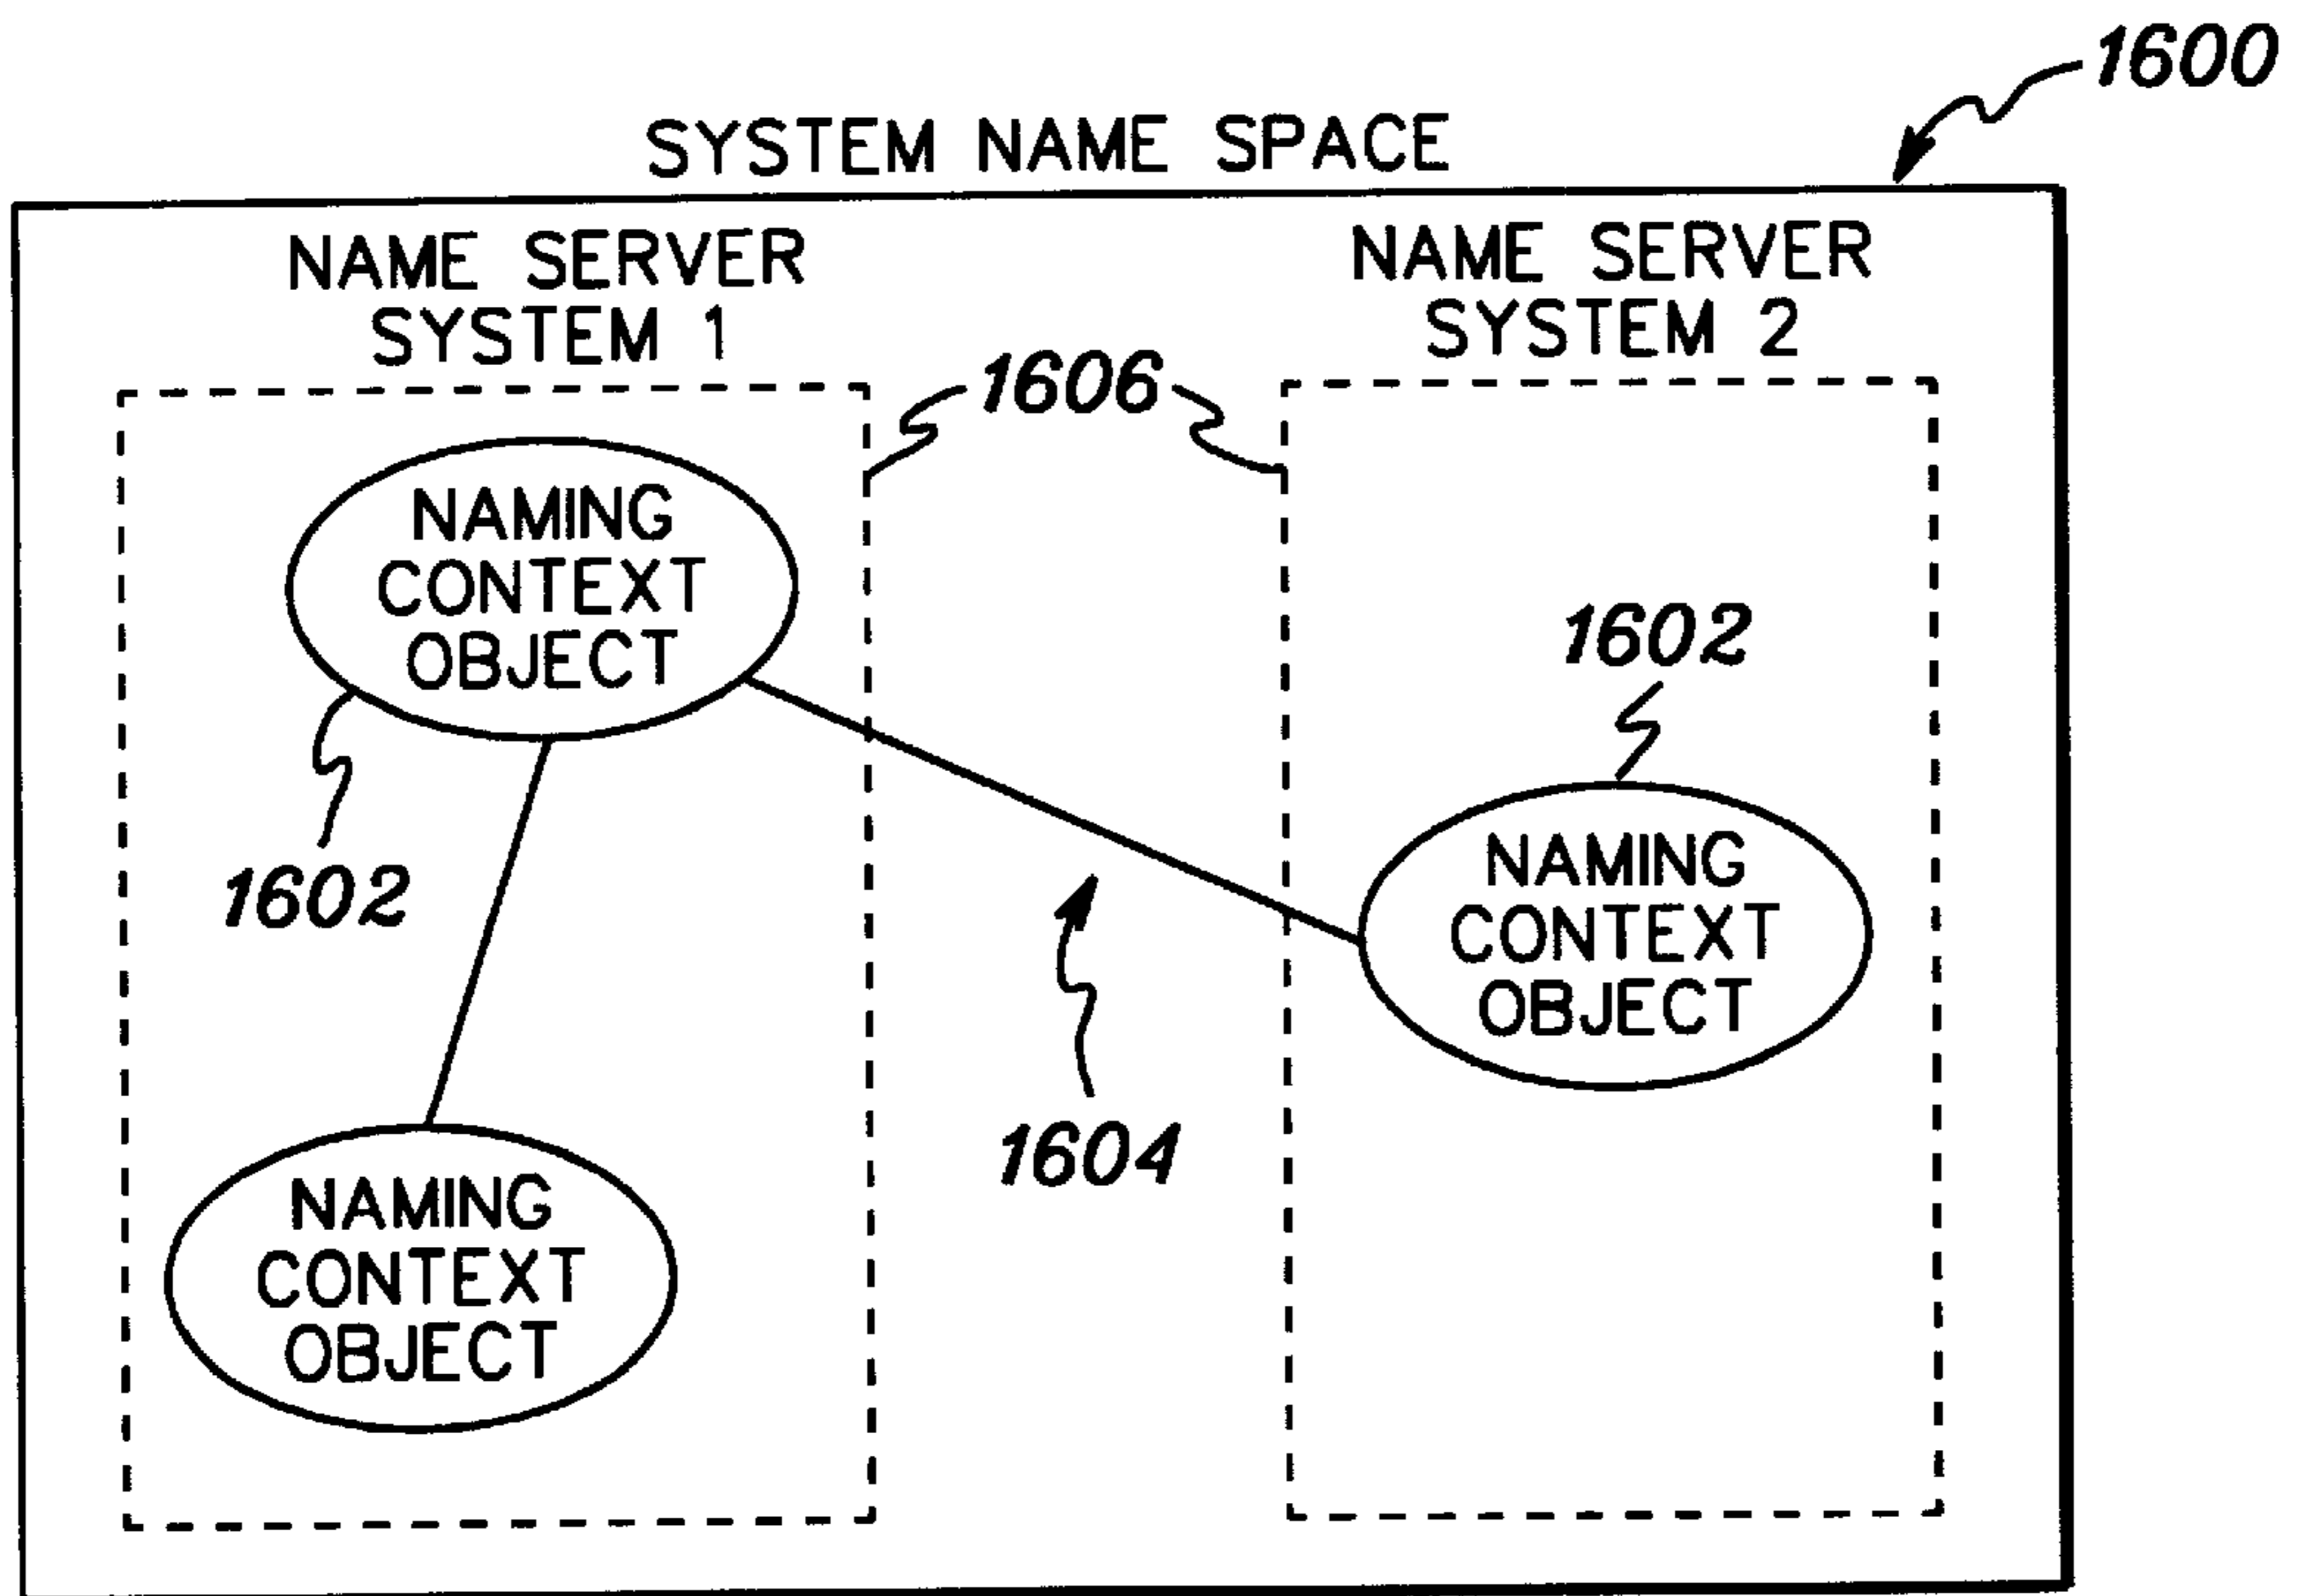 1600
SYSTEM NAME SPACE
NAME SERVER
SYSTEM 1
NAME SERVER
SYSTEM 2
1606
NAMING
CONTEXT
OBJECT
1602
1602
NAMING
CONTEXT
OBJECT
1604
NAMING
CONTEXT
OBJECT